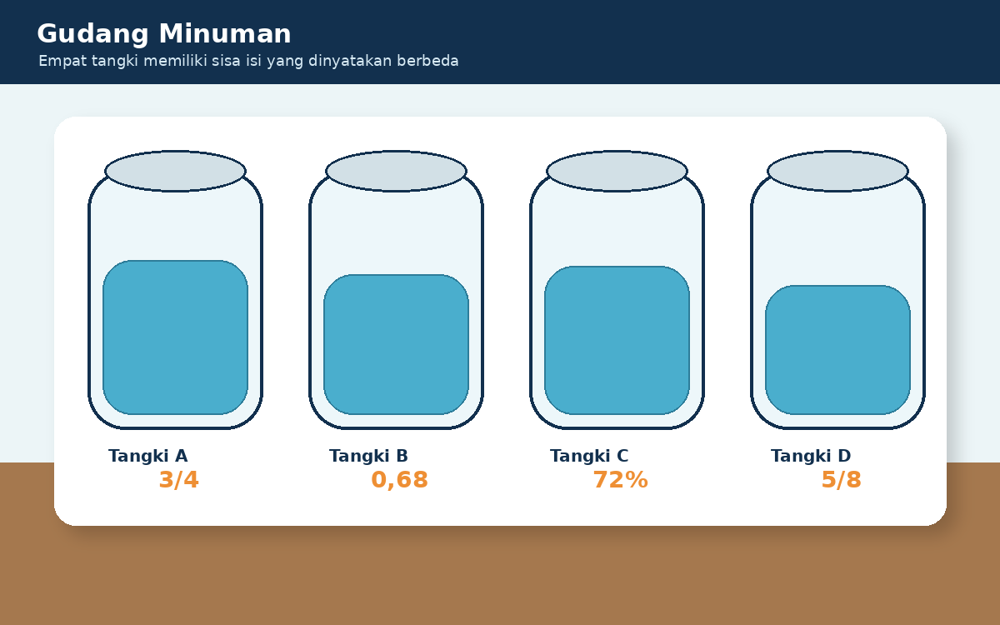 Gudang Minuman
Empat tangki memiliki sisa isi yang dinyatakan berbeda
Tangki A
3/4
Tangki B
0,68
Tangki C
72%
Tangki D
5/8